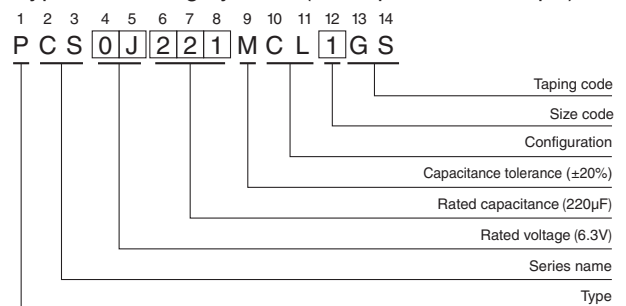 1 2 3 4 5 6 7 8 9 10 11 12 13 14
P C S 0 J 2 2 1 M C L 1 G S
Taping code
Size code
Configuration
Capacitance tolerance (±20%)
Rated capacitance (220µF)
Rated voltage (6.3V)
Series name
Type